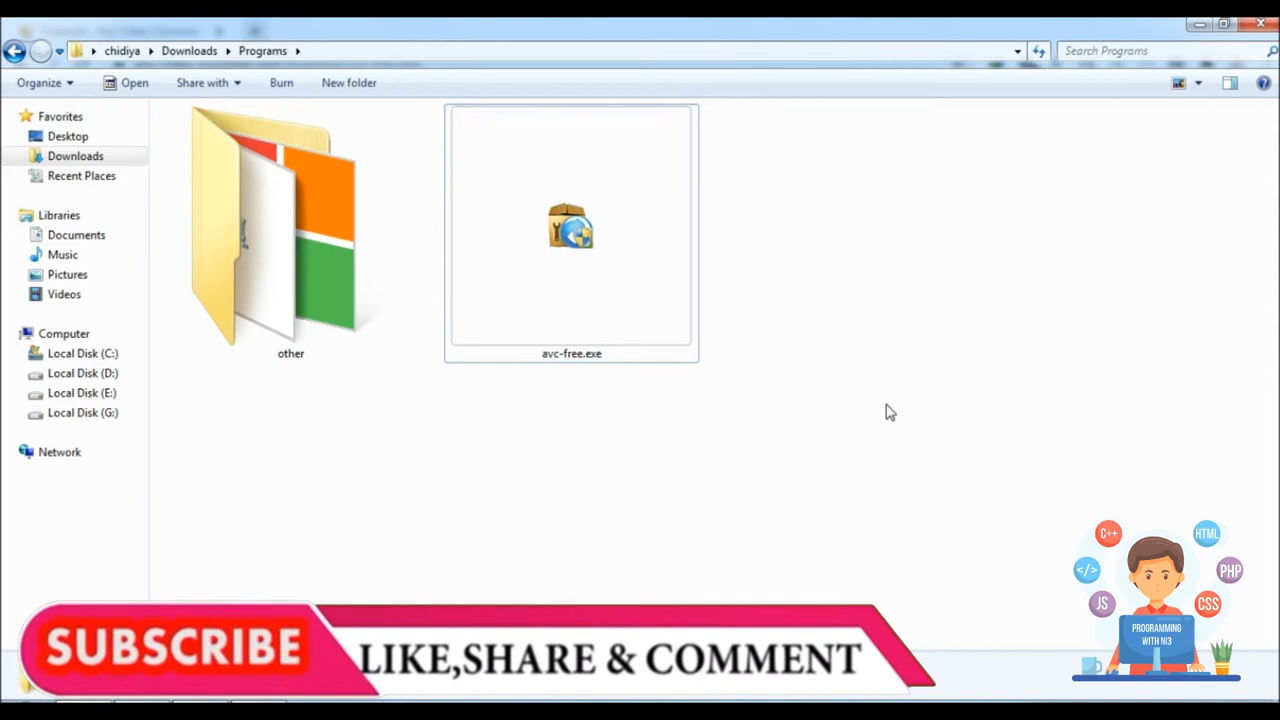 chidiya Downloads Programs
Search Programs
Organize Open Share with Burn New folder
Favorites
Desktop
Downloads
Recent Places
Libraries
Documents
Music
Pictures
Videos
Computer
Local Disk (C:)
Local Disk (D:)
Local Disk (E:)
Local Disk (G:)
Network
other
avc-free.exe
C++
HTML
</>
PHP
JS
CSS
PROGRAMMING
WITH NI3
SUBSCRIBE
LIKE,SHARE & COMMENT